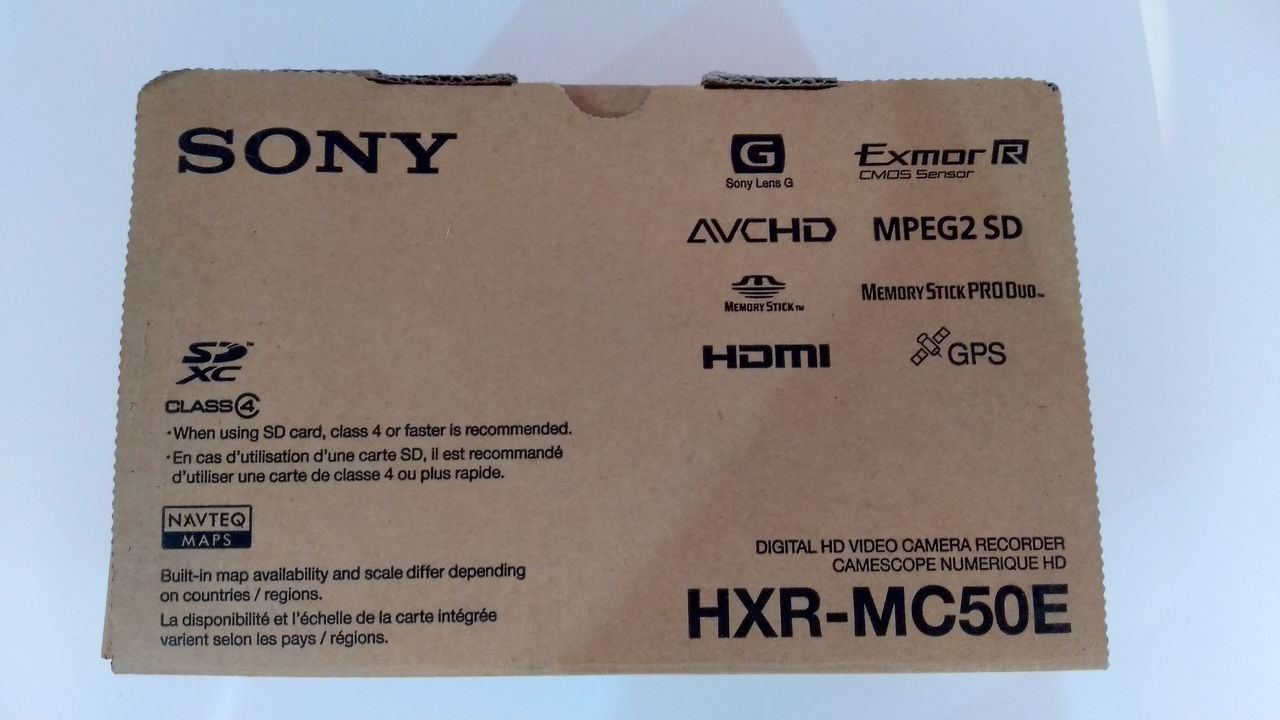 SONY
G
Sony Lens G
Exmor R
CMOS Sensor
AVCHD
MPEG2 SD
MEMORY STICK™
MEMORY STICK PRO DUO™
HDMI
GPS
SD™
XC
CLASS 4
·When using SD card, class 4 or faster is recommended.
·En cas d'utilisation d'une carte SD, il est recommandé
d'utiliser une carte de classe 4 ou plus rapide.
NAVTEQ
MAPS
Built-in map availability and scale differ depending
on countries / regions.
La disponibilité et l'échelle de la carte intégrée
varient selon les pays / régions.
DIGITAL HD VIDEO CAMERA RECORDER
CAMESCOPE NUMERIQUE HD
HXR-MC50E